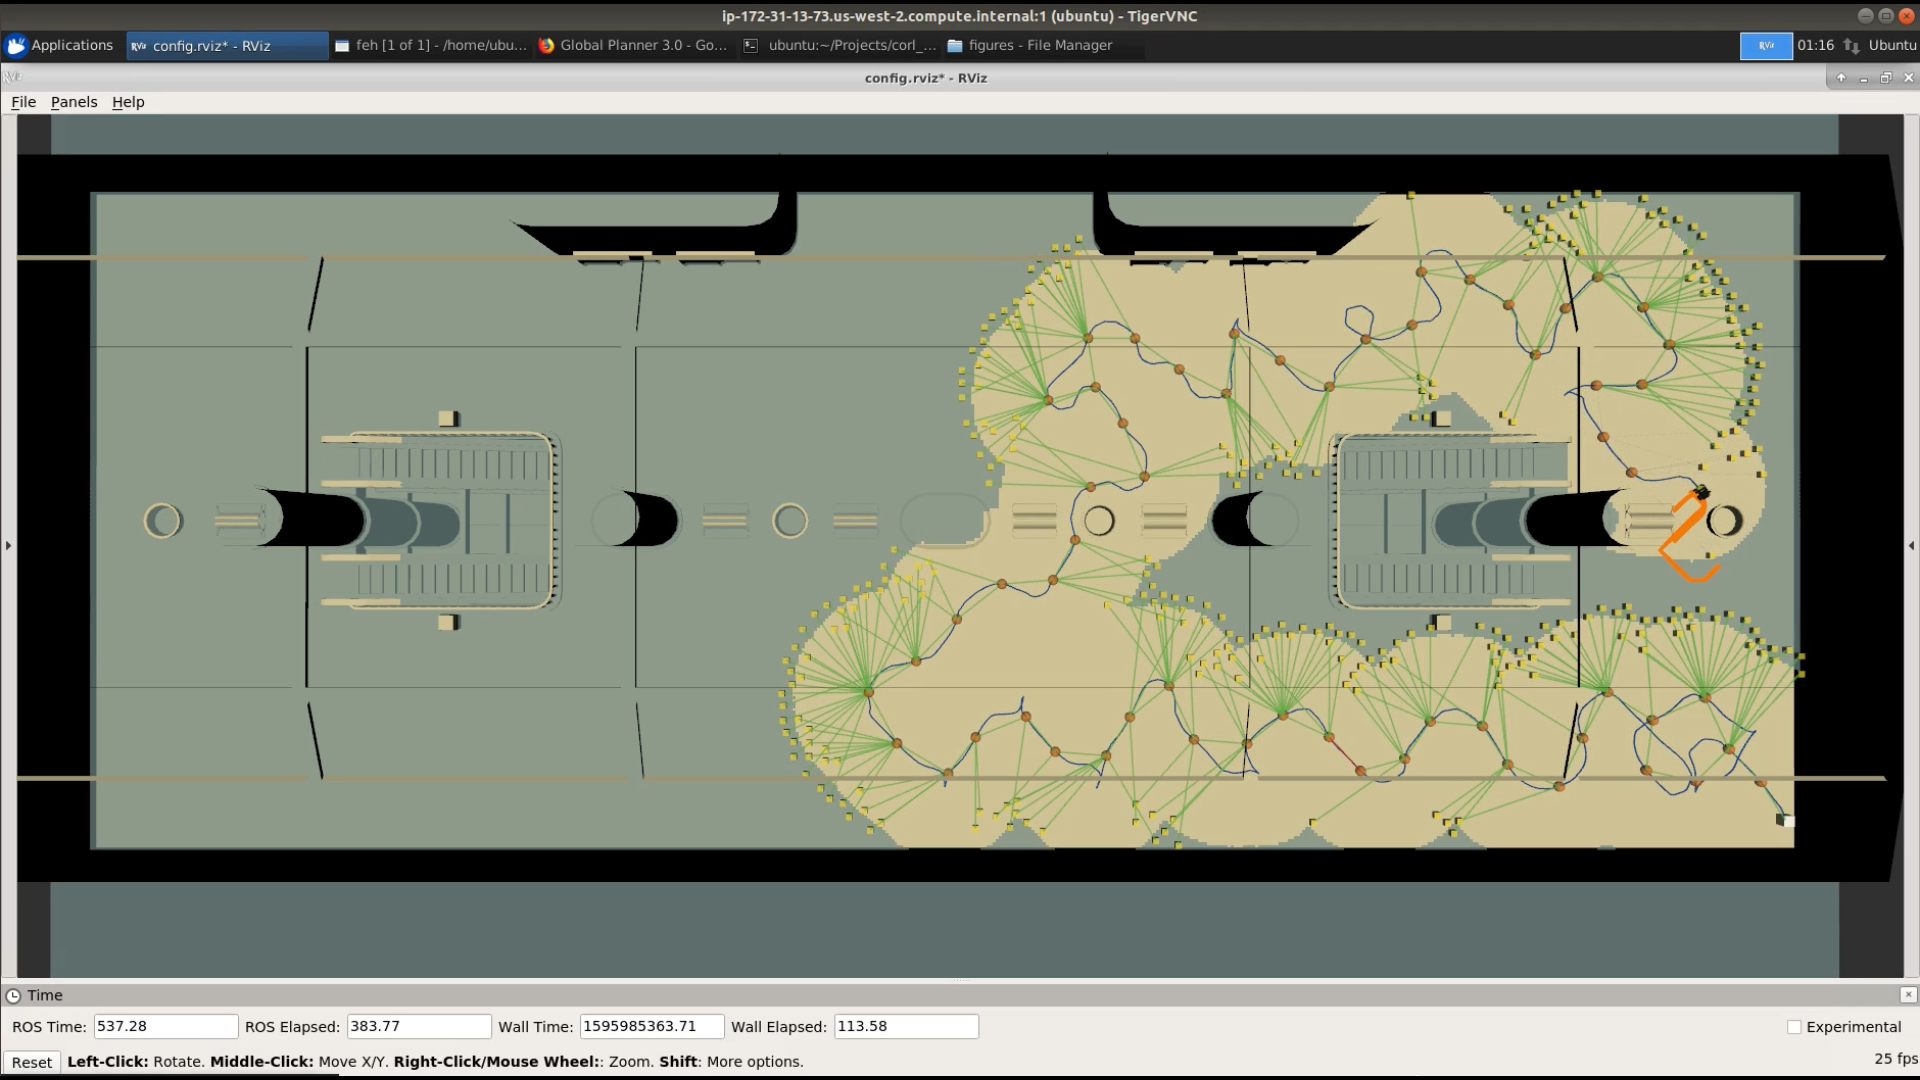 ip-172-31-13-73.us-west-2.compute.internal:1 (ubuntu) - TigerVNC
Applications
RViz config.rviz* - RViz
feh [1 of 1] - /home/ubu...
Global Planner 3.0 - Go...
ubuntu:~/Projects/corl_...
figures - File Manager
RViz
01:16
Ubuntu
config.rviz* - RViz
File Panels Help
Time
ROS Time: 537.28 ROS Elapsed: 383.77 Wall Time: 1595985363.71 Wall Elapsed: 113.58 Experimental
Reset Left-Click: Rotate. Middle-Click: Move X/Y. Right-Click/Mouse Wheel:: Zoom. Shift: More options. 25 fps